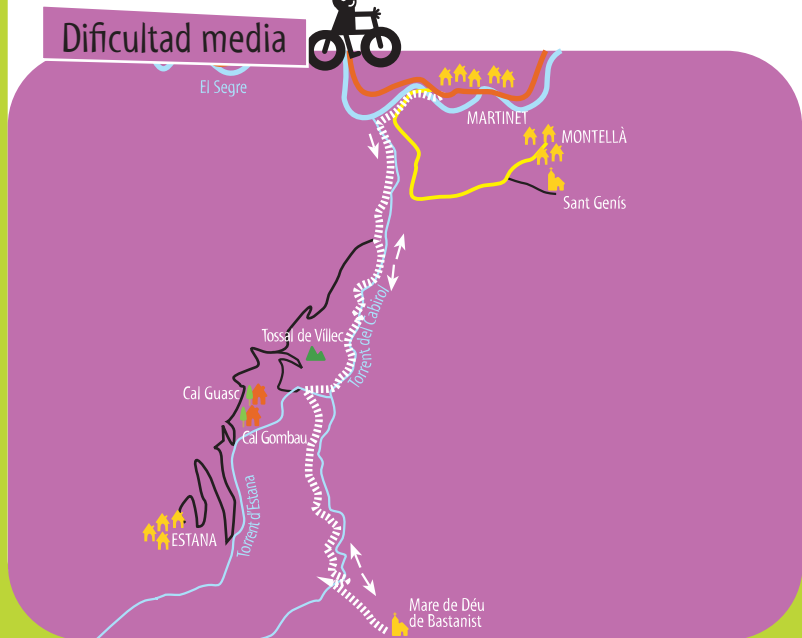 Dificultad media
El Segre
MARTINET
MONTELLÀ
Sant Genís
Torrent del Cabirol
Tossal de Víllec
Cal Guasc
Cal Gombau
Torrent d'Estana
ESTANA
Mare de Déu
de Bastanist